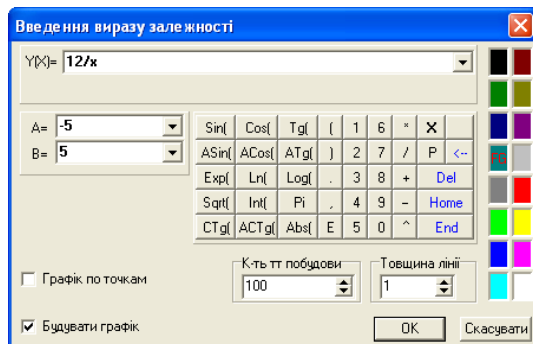 Введення виразу залежності
Y(X)= 12/x
A= -5
B= 5
Sin( Cos( Tg( ( 1 6 * X
ASin( ACos( ATg( ) 2 7 / P <--
Exp( Ln( Log( . 3 8 + Del
Sqrt( Int( Pi , 4 9 - Home
CTg( ACTg( Abs( E 5 0 ^ End
FG
Графік по точкам
К-ть тт побудови
100
Товщина лінії
1
Будувати графік
OK Скасувати